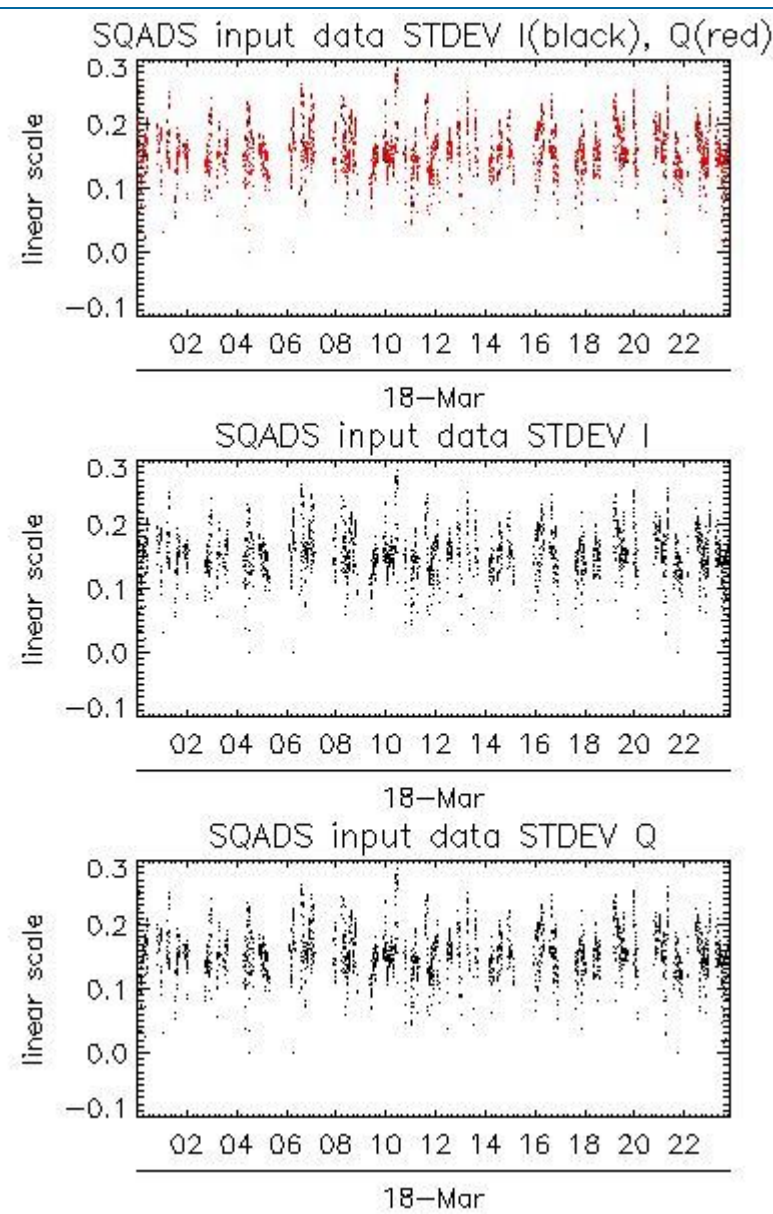 SQADS input data STDEV I(black), Q(red)
0.3
0.2
0.1
0.0
−0.1
linear scale
02 04 06 08 10 12 14 16 18 20 22
18−Mar
SQADS input data STDEV I
0.3
0.2
0.1
0.0
−0.1
linear scale
02 04 06 08 10 12 14 16 18 20 22
18−Mar
SQADS input data STDEV Q
0.3
0.2
0.1
0.0
−0.1
linear scale
02 04 06 08 10 12 14 16 18 20 22
18−Mar